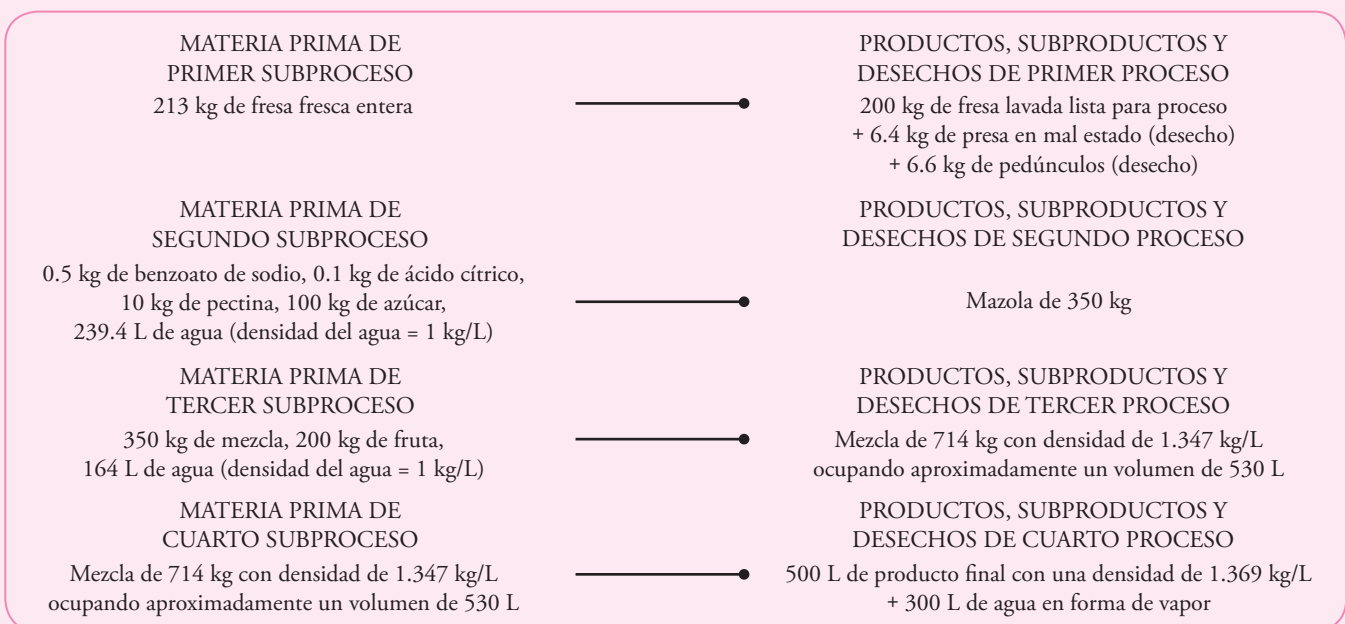 MATERIA PRIMA DE
PRIMER SUBPROCESO
213 kg de fresa fresca entera
PRODUCTOS, SUBPRODUCTOS Y
DESECHOS DE PRIMER PROCESO
200 kg de fresa lavada lista para proceso
+ 6.4 kg de presa en mal estado (desecho)
+ 6.6 kg de pedúnculos (desecho)
MATERIA PRIMA DE
SEGUNDO SUBPROCESO
0.5 kg de benzoato de sodio, 0.1 kg de ácido cítrico,
10 kg de pectina, 100 kg de azúcar,
239.4 L de agua (densidad del agua = 1 kg/L)
PRODUCTOS, SUBPRODUCTOS Y
DESECHOS DE SEGUNDO PROCESO
Mazola de 350 kg
MATERIA PRIMA DE
TERCER SUBPROCESO
350 kg de mezcla, 200 kg de fruta,
164 L de agua (densidad del agua = 1 kg/L)
PRODUCTOS, SUBPRODUCTOS Y
DESECHOS DE TERCER PROCESO
Mezcla de 714 kg con densidad de 1.347 kg/L
ocupando aproximadamente un volumen de 530 L
MATERIA PRIMA DE
CUARTO SUBPROCESO
Mezcla de 714 kg con densidad de 1.347 kg/L
ocupando aproximadamente un volumen de 530 L
PRODUCTOS, SUBPRODUCTOS Y
DESECHOS DE CUARTO PROCESO
500 L de producto final con una densidad de 1.369 kg/L
+ 300 L de agua en forma de vapor